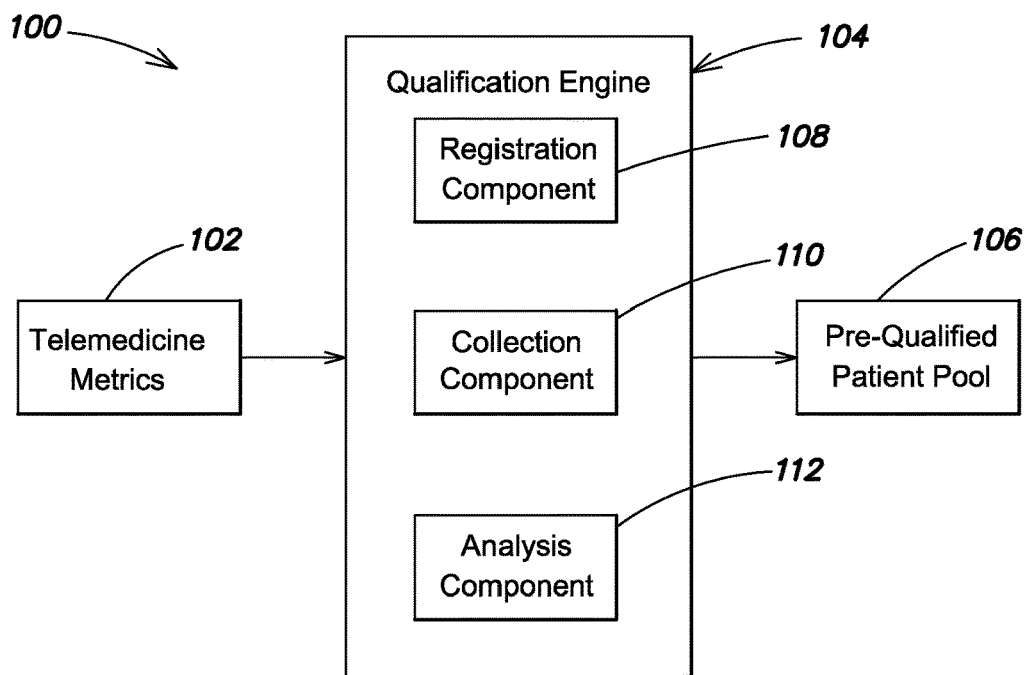 100
104
Qualification Engine
Registration
Component
108
102
110
106
Telemedicine
Metrics
Collection
Component
Pre-Qualified
Patient Pool
112
Analysis
Component